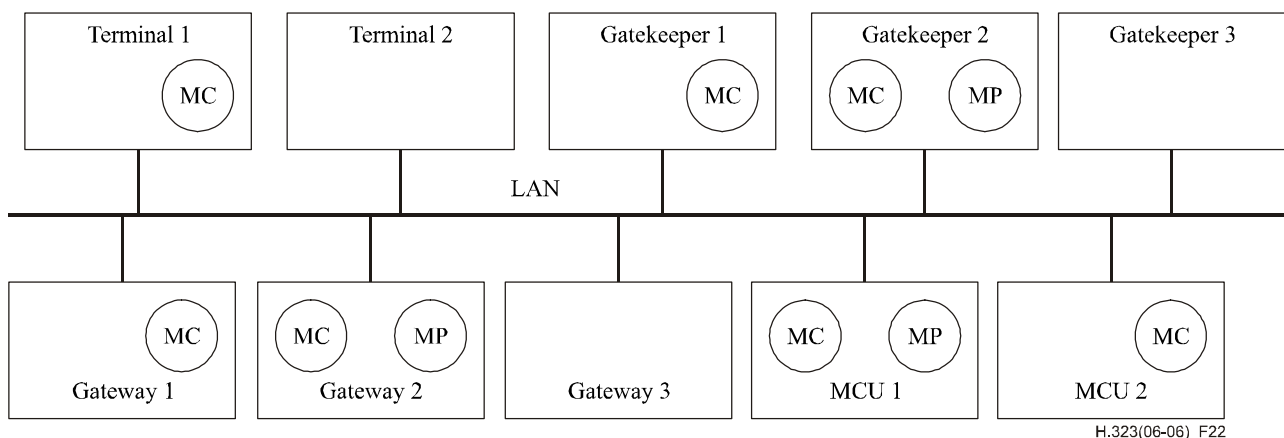 Terminal 1
Terminal 2
Gatekeeper 1
Gatekeeper 2
Gatekeeper 3
MC
MC
MC
MP
LAN
MC
MC
MP
MC
MP
MC
Gateway 1
Gateway 2
Gateway 3
MCU 1
MCU 2
H.323(06-06)_F22